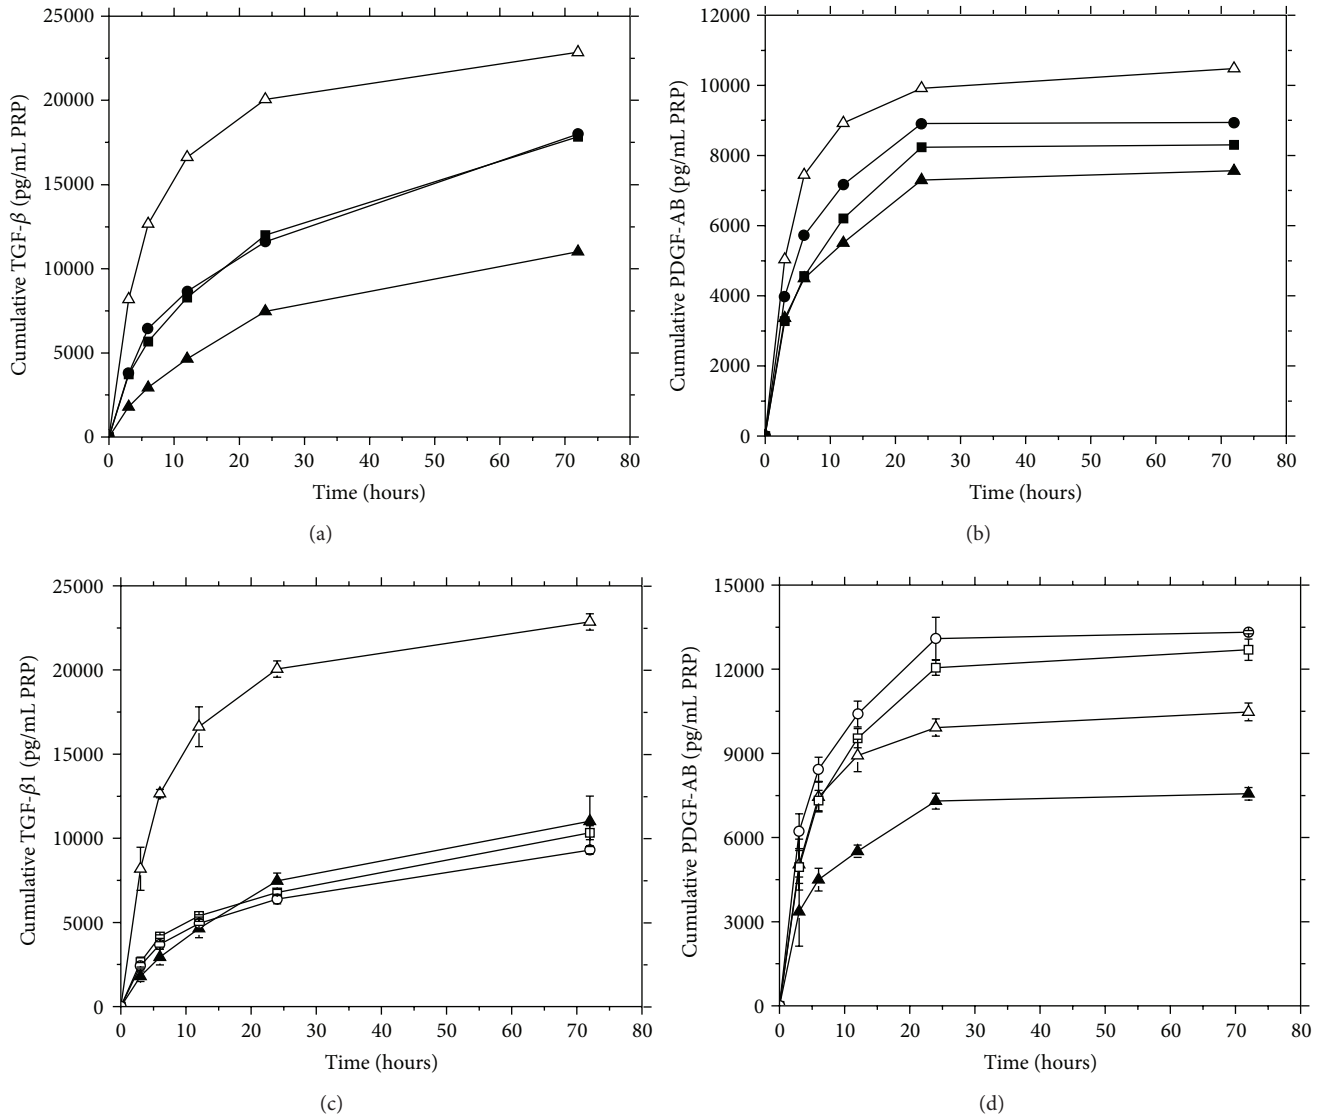 25000
20000
15000
10000
5000
0
Cumulative TGF-β (pg/mL PRP)
0 10 20 30 40 50 60 70 80
Time (hours)
(a)
12000
10000
8000
6000
4000
2000
0
Cumulative PDGF-AB (pg/mL PRP)
0 10 20 30 40 50 60 70 80
Time (hours)
(b)
25000
20000
15000
10000
5000
0
Cumulative TGF-β1 (pg/mL PRP)
0 10 20 30 40 50 60 70 80
Time (hours)
(c)
15000
12000
9000
6000
3000
0
Cumulative PDGF-AB (pg/mL PRP)
0 10 20 30 40 50 60 70 80
Time (hours)
(d)